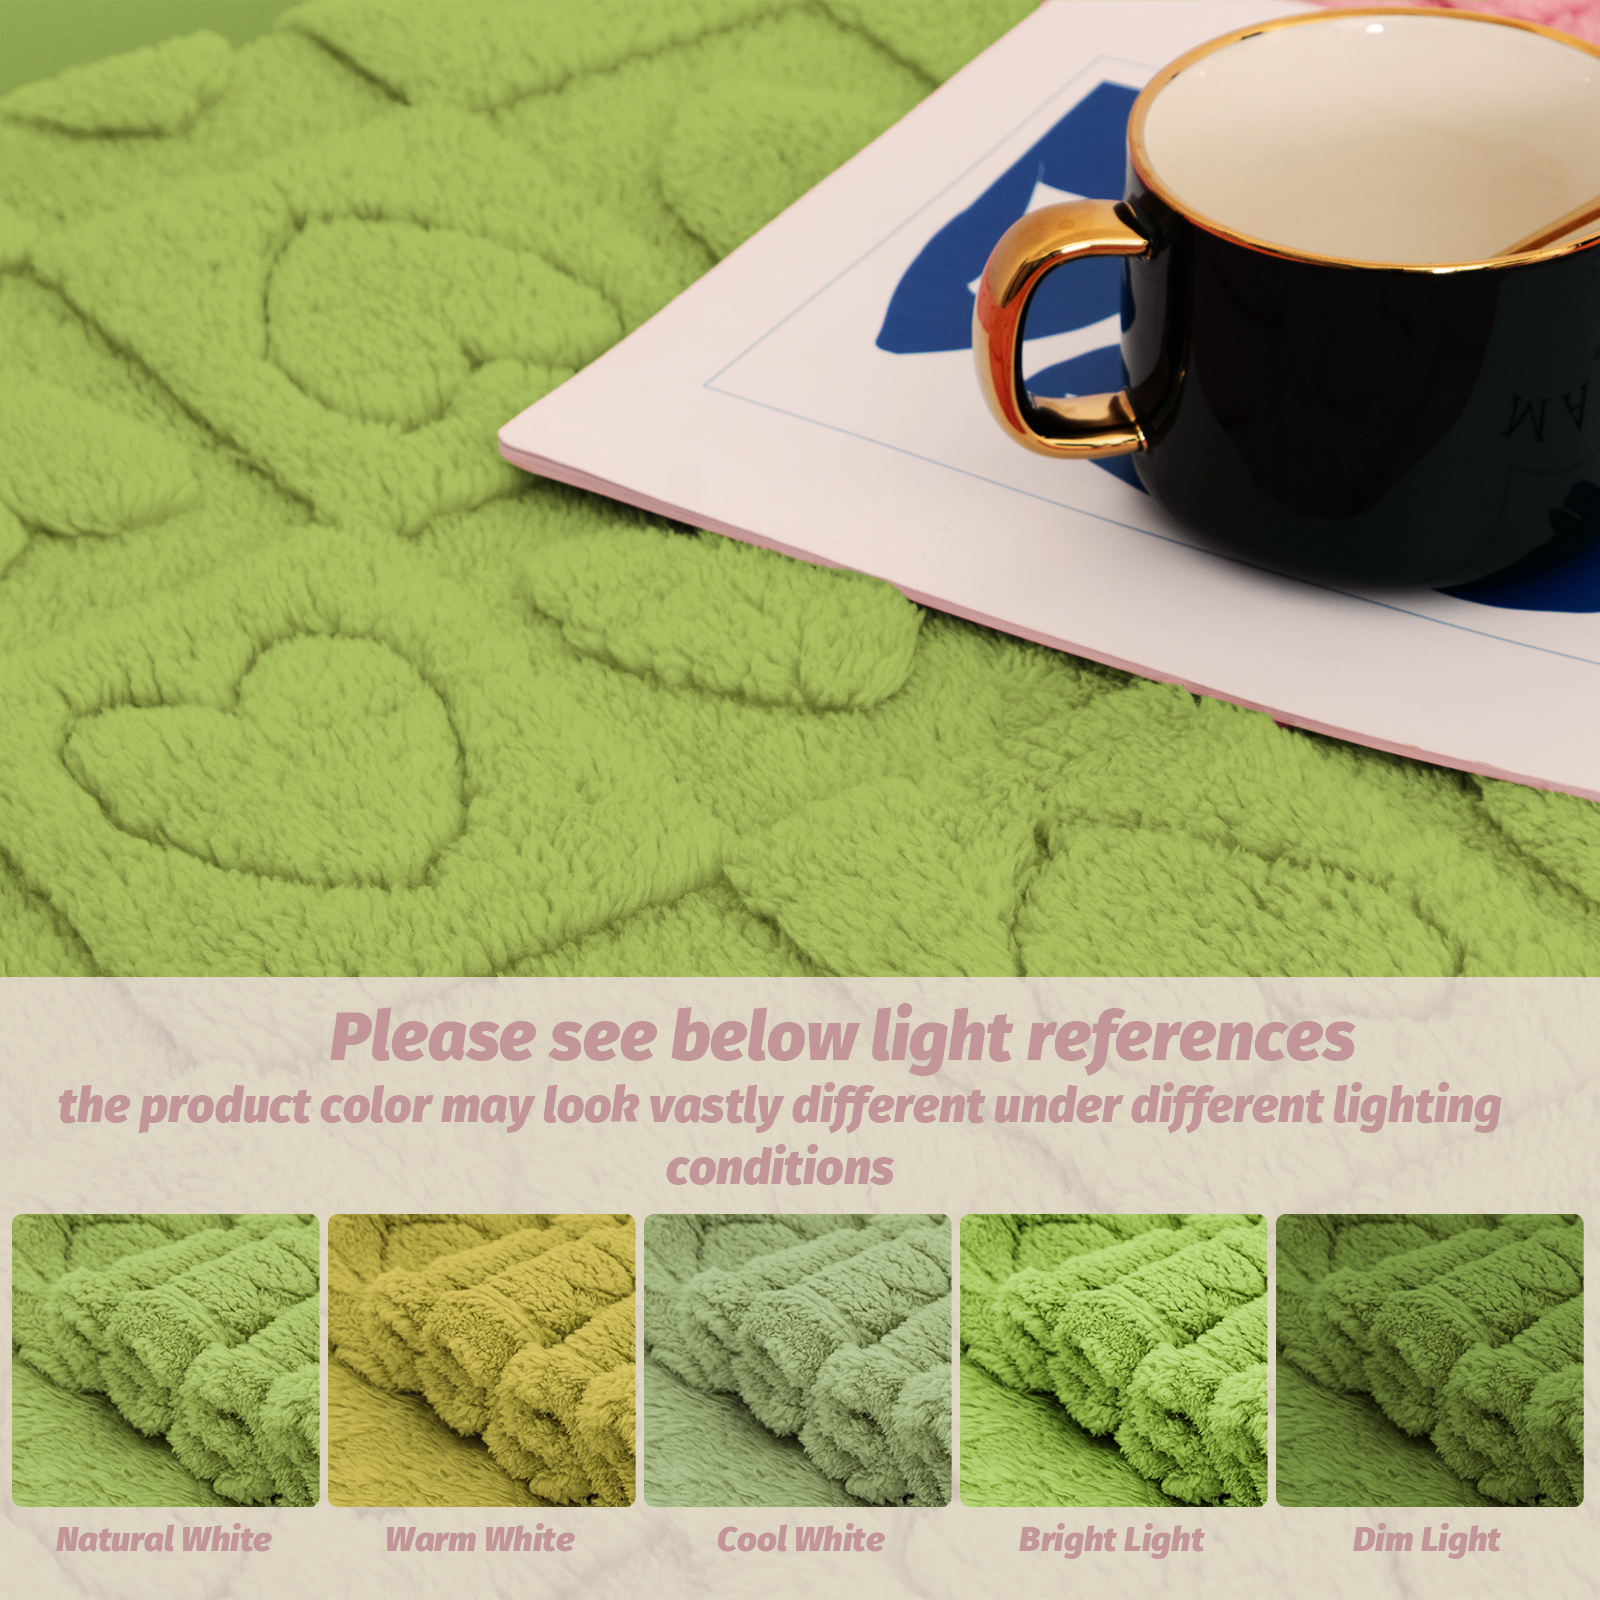 Please see below light references
the product color may look vastly different under different lighting
conditions
Natural White
Warm White
Cool White
Bright Light
Dim Light